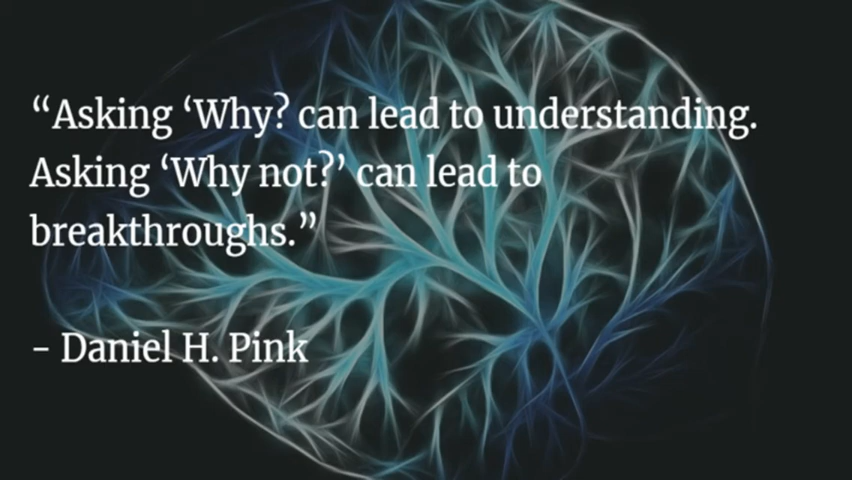 “Asking ‘Why? can lead to understanding.
Asking ‘Why not?’ can lead to
breakthroughs.”
– Daniel H. Pink